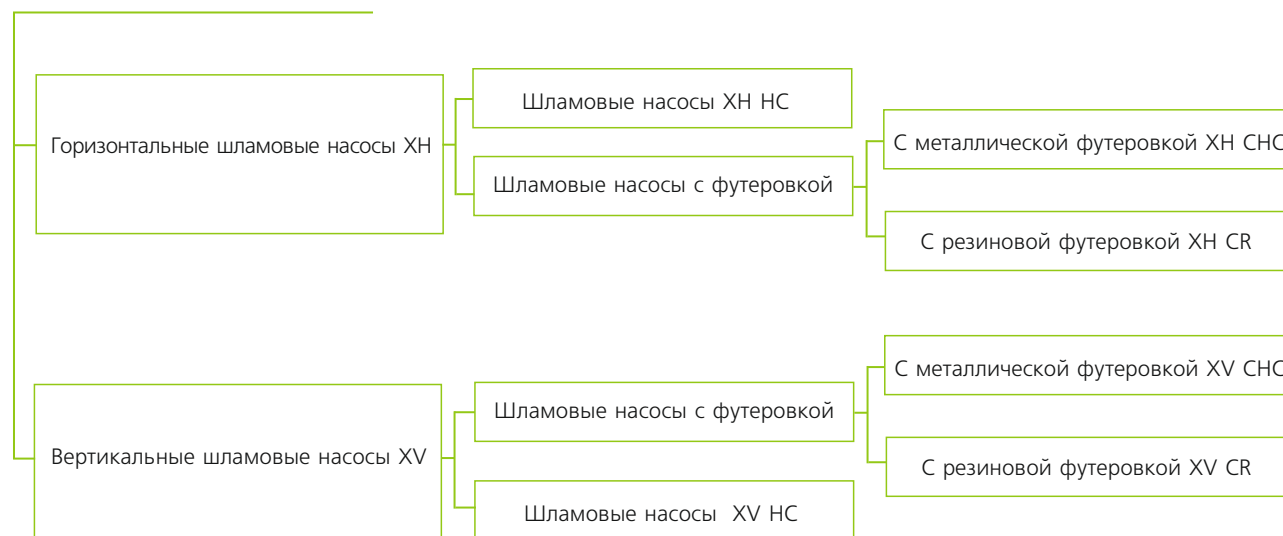 Шламовые насосы XH HC
Горизонтальные шламовые насосы XH
С металлической футеровкой XH CHC
Шламовые насосы с футеровкой
С резиновой футеровкой XH CR
С металлической футеровкой XV CHC
Шламовые насосы с футеровкой
Вертикальные шламовые насосы XV
С резиновой футеровкой XV CR
Шламовые насосы XV HC